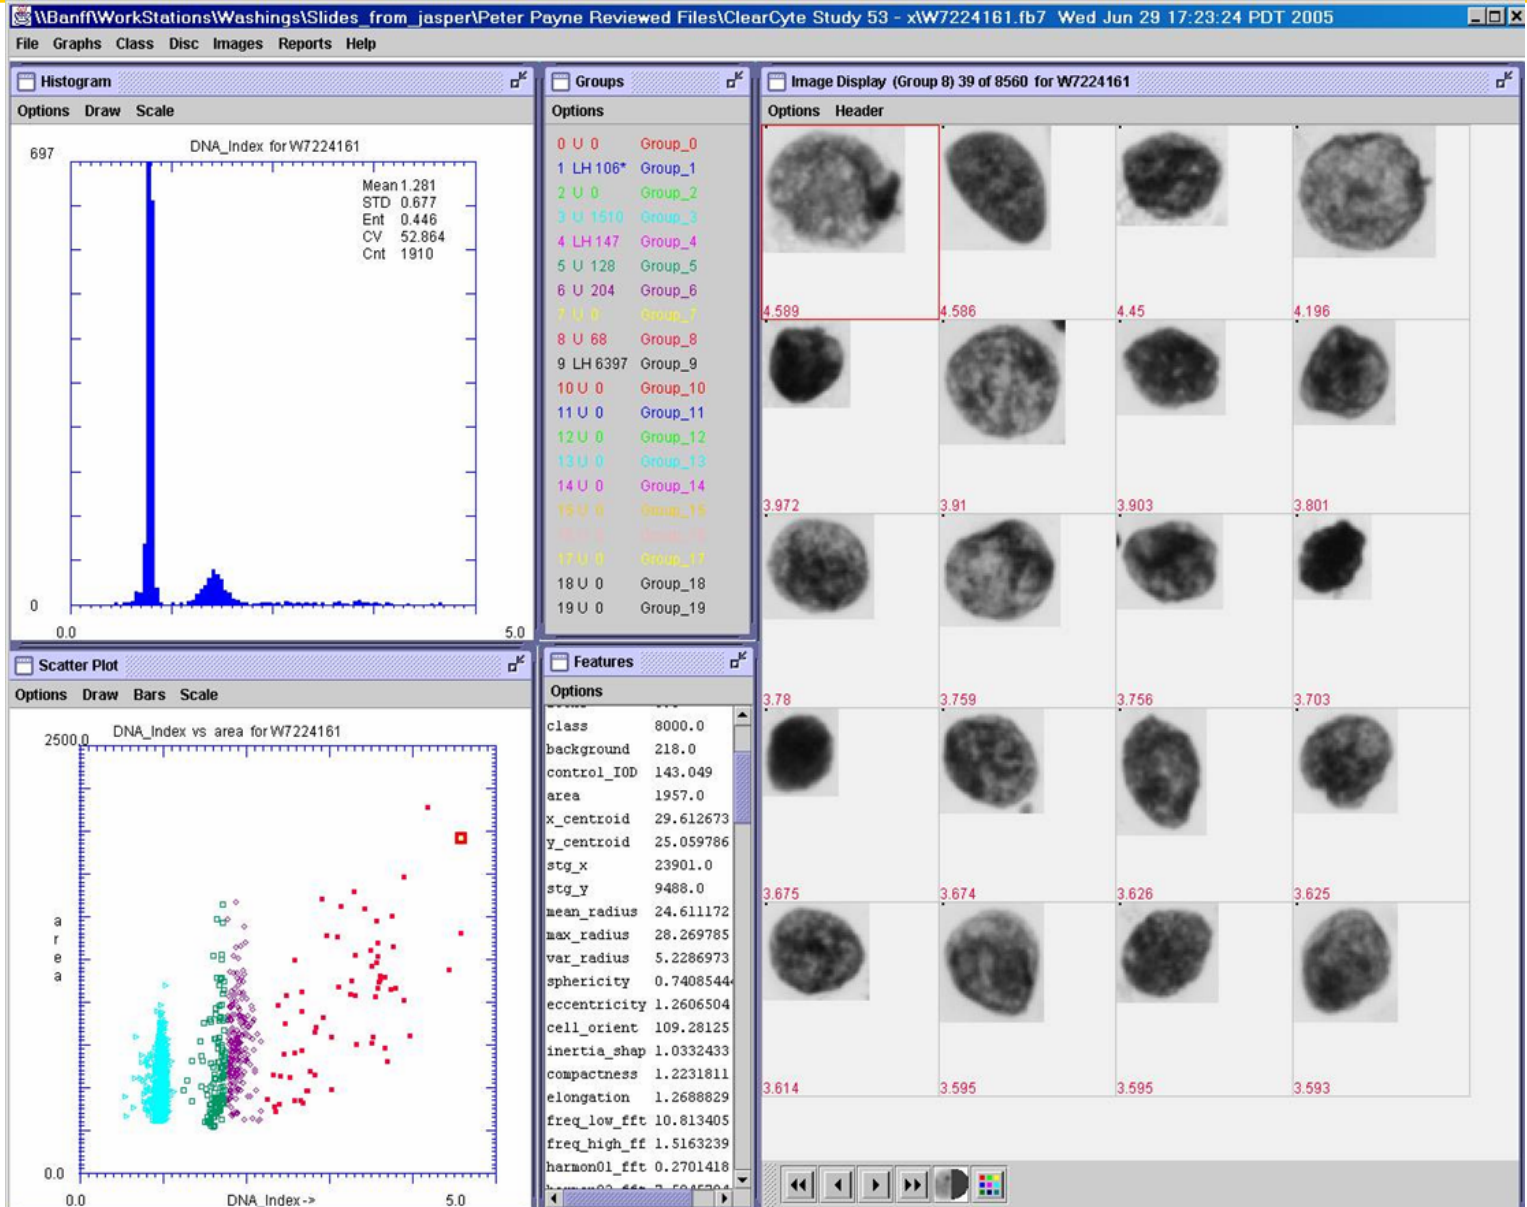 \\Banff\WorkStations\Washings\Slides_from_jasper\Peter Payne Reviewed Files\ClearCyte Study 53 - x\W7224161.fb7 Wed Jun 29 17:23:24 PDT 2005
File Graphs Class Disc Images Reports Help
Histogram
Options Draw Scale
DNA_Index for W7224161
697
Mean 1.281
STD 0.677
Ent 0.446
CV 52.864
Cnt 1910
0
0.0 5.0
Groups
Options
0 U 0 Group_0
1 LH 106* Group_1
2 U 0 Group_2
3 U 1510 Group_3
4 LH 147 Group_4
5 U 128 Group_5
6 U 204 Group_6
7 U 0 Group_7
8 U 68 Group_8
9 LH 6397 Group_9
10 U 0 Group_10
11 U 0 Group_11
12 U 0 Group_12
13 U 0 Group_13
14 U 0 Group_14
15 U 0 Group_15
17 U 0 Group_17
18 U 0 Group_18
19 U 0 Group_19
Image Display (Group 8) 39 of 8560 for W7224161
Options Header
4.589 4.586 4.45 4.196
3.972 3.91 3.903 3.801
3.78 3.759 3.756 3.703
3.675 3.674 3.626 3.625
3.614 3.595 3.595 3.593
Scatter Plot
Options Draw Bars Scale
DNA_Index vs area for W7224161
2500.0
area
0.0
0.0 DNA_Index-> 5.0
Features
Options
class 8000.0
background 218.0
control_IOD 143.049
area 1957.0
x_centroid 29.612673
y_centroid 25.059786
stg_x 23901.0
stg_y 9488.0
mean_radius 24.611172
max_radius 28.269785
var_radius 5.2286973
sphericity 0.7408544
eccentricity 1.2606504
cell_orient 109.28125
inertia_shap 1.0332433
compactness 1.2231811
elongation 1.2688829
freq_low_fft 10.813405
freq_high_ff 1.5163239
harmon01_fft 0.2701418